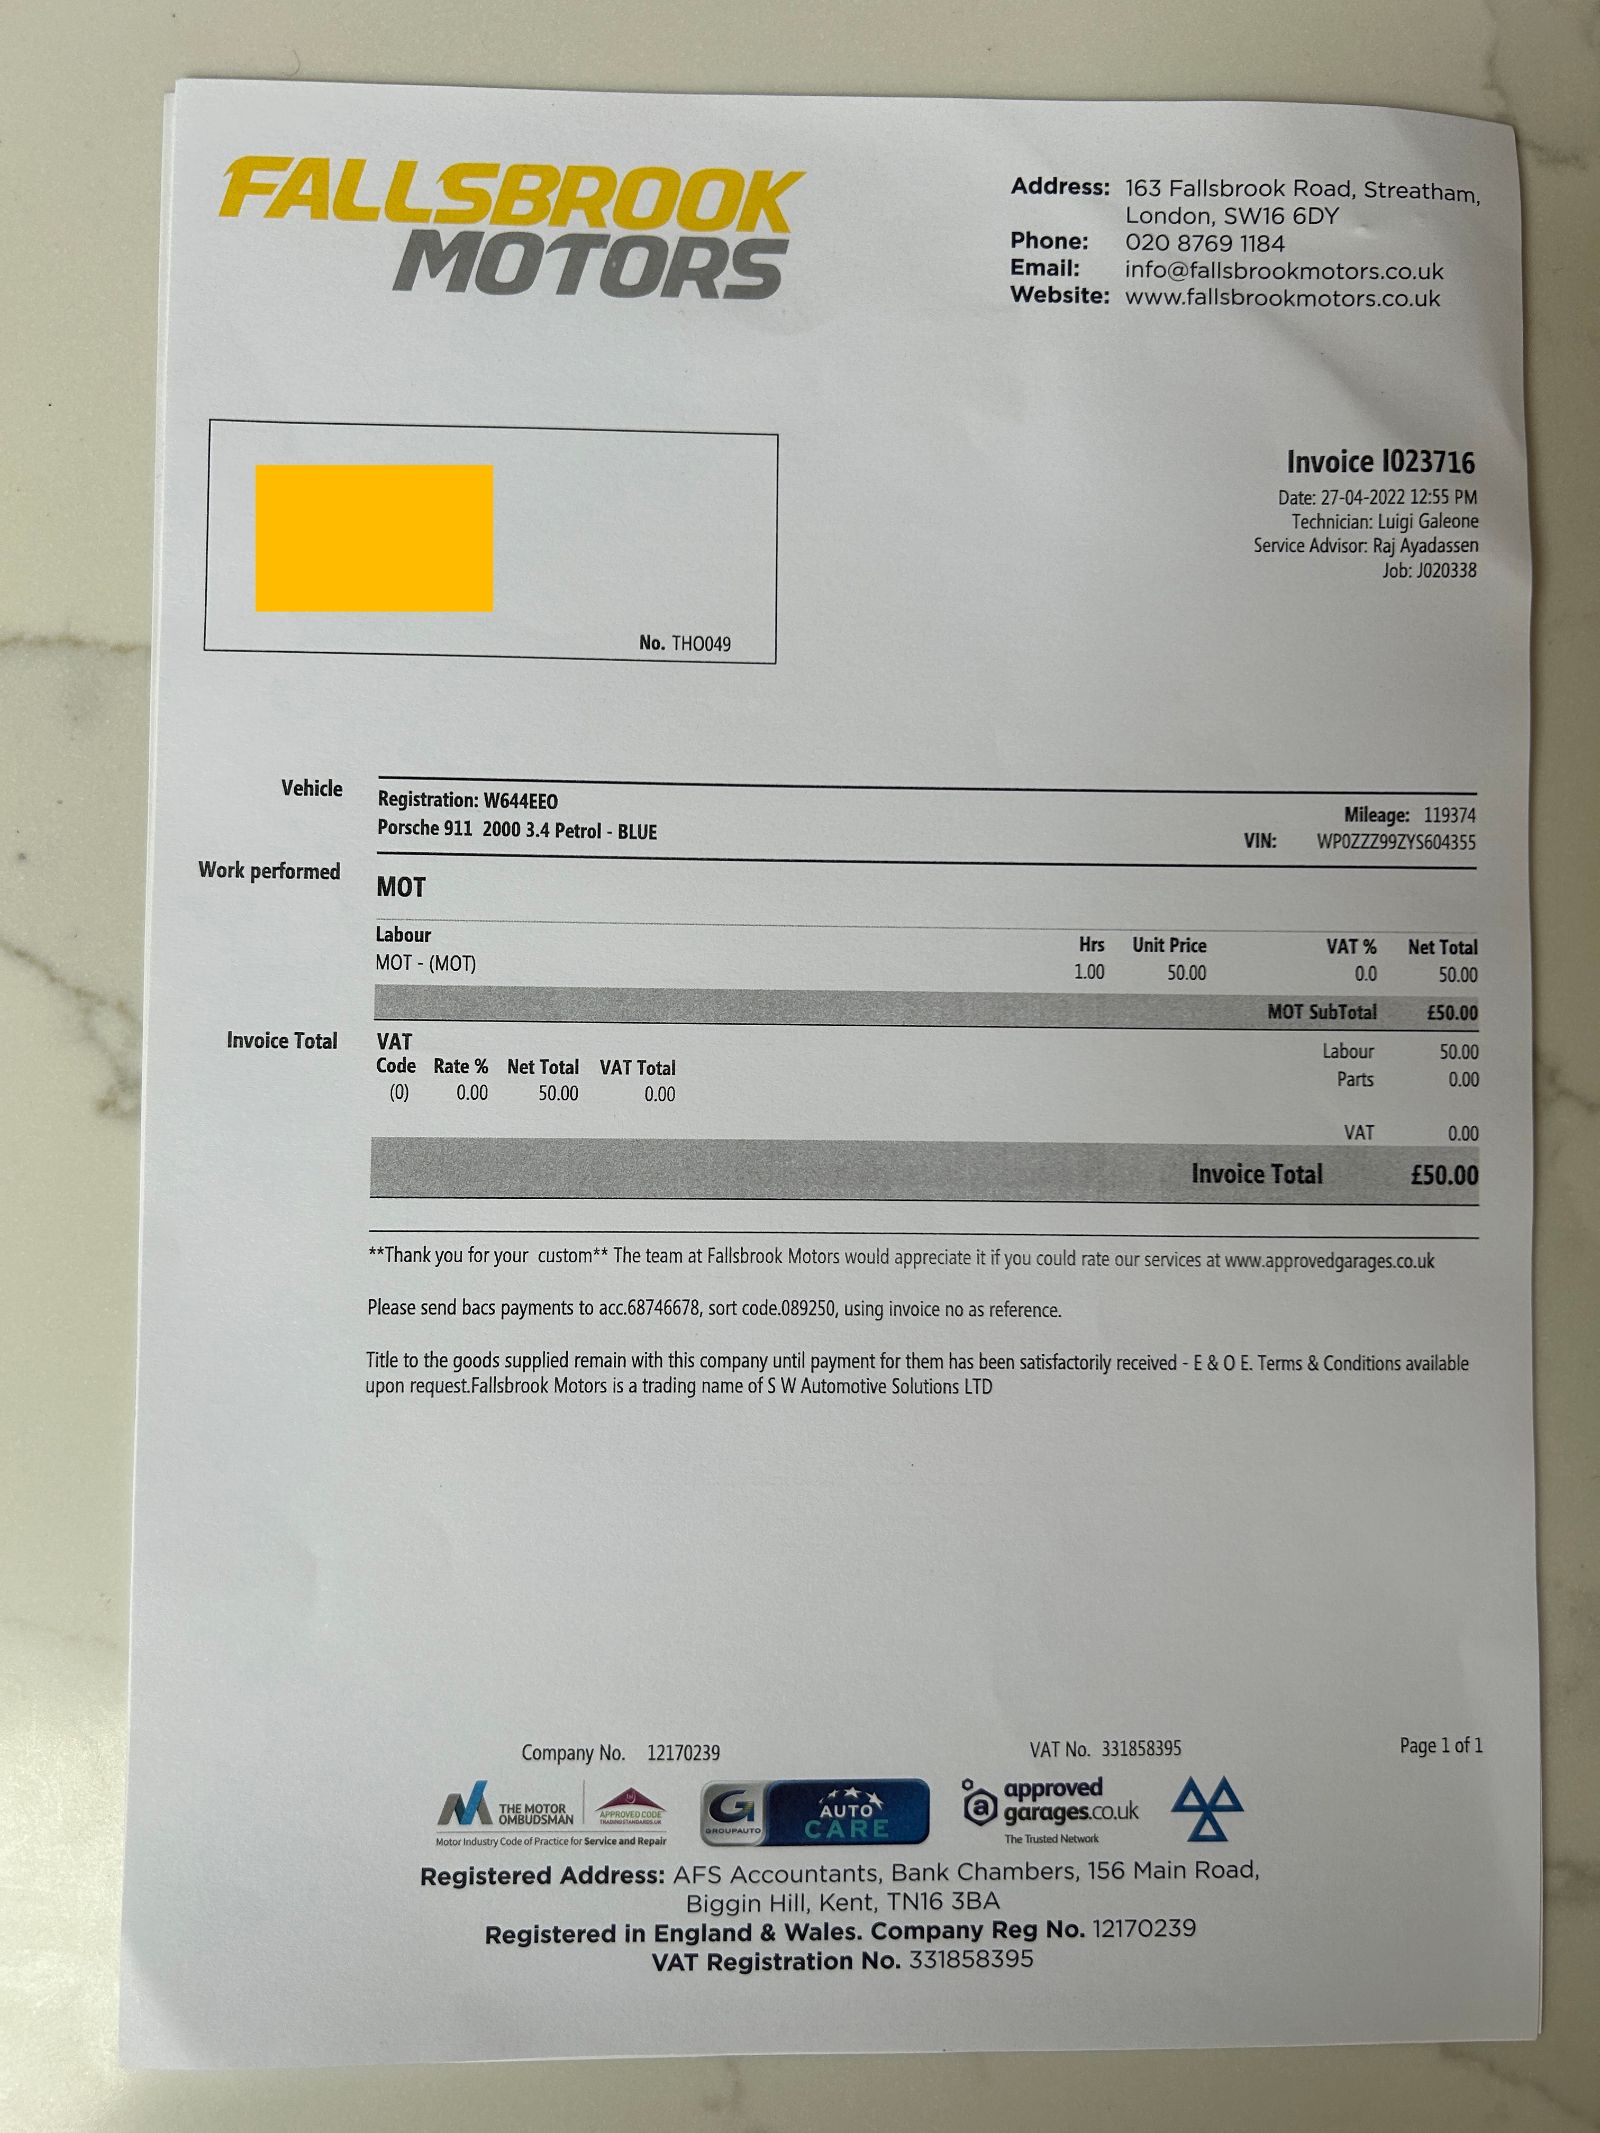 FALLSBROOK
MOTORS
Address: 163 Fallsbrook Road, Streatham,
London, SW16 6DY
Phone: 020 8769 1184
Email: info@fallsbrookmotors.co.uk
Website: www.fallsbrookmotors.co.uk
Invoice I023716
Date: 27-04-2022 12:55 PM
Technician: Luigi Galeone
Service Advisor: Raj Ayadassen
Job: J020338
No. THO049
Vehicle
Registration: W644EEO
Porsche 911 2000 3.4 Petrol - BLUE
Mileage: 119374
VIN: WP0ZZZ99ZYS604355
Work performed
MOT
Labour Hrs Unit Price VAT % Net Total
MOT - (MOT) 1.00 50.00 0.0 50.00
MOT SubTotal £50.00
Invoice Total
VAT
Code Rate % Net Total VAT Total
(0) 0.00 50.00 0.00
Labour 50.00
Parts 0.00
VAT 0.00
Invoice Total £50.00
**Thank you for your custom** The team at Fallsbrook Motors would appreciate it if you could rate our services at www.approvedgarages.co.uk
Please send bacs payments to acc.68746678, sort code.089250, using invoice no as reference.
Title to the goods supplied remain with this company until payment for them has been satisfactorily received - E & O E. Terms & Conditions available
upon request.Fallsbrook Motors is a trading name of S W Automotive Solutions LTD
Company No. 12170239
VAT No. 331858395
Page 1 of 1
THE MOTOR
OMBUDSMAN
APPROVED CODE
TRADINGSTANDARDS.UK
Motor Industry Code of Practice for Service and Repair
G
GROUPAUTO
AUTO
CARE
a
approved
garages.co.uk
The Trusted Network
Registered Address: AFS Accountants, Bank Chambers, 156 Main Road,
Biggin Hill, Kent, TN16 3BA
Registered in England & Wales. Company Reg No. 12170239
VAT Registration No. 331858395